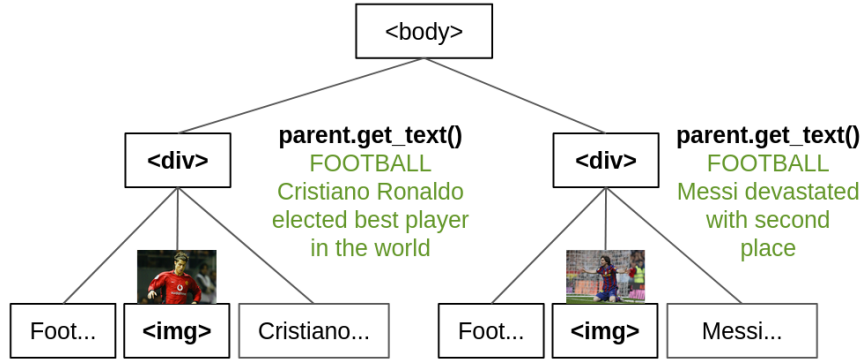 <body>
parent.get_text()
FOOTBALL
Cristiano Ronaldo
elected best player
in the world
parent.get_text()
FOOTBALL
Messi devastated
with second
place
<div>
<div>
Foot...
<img>
Cristiano...
Foot...
<img>
Messi...